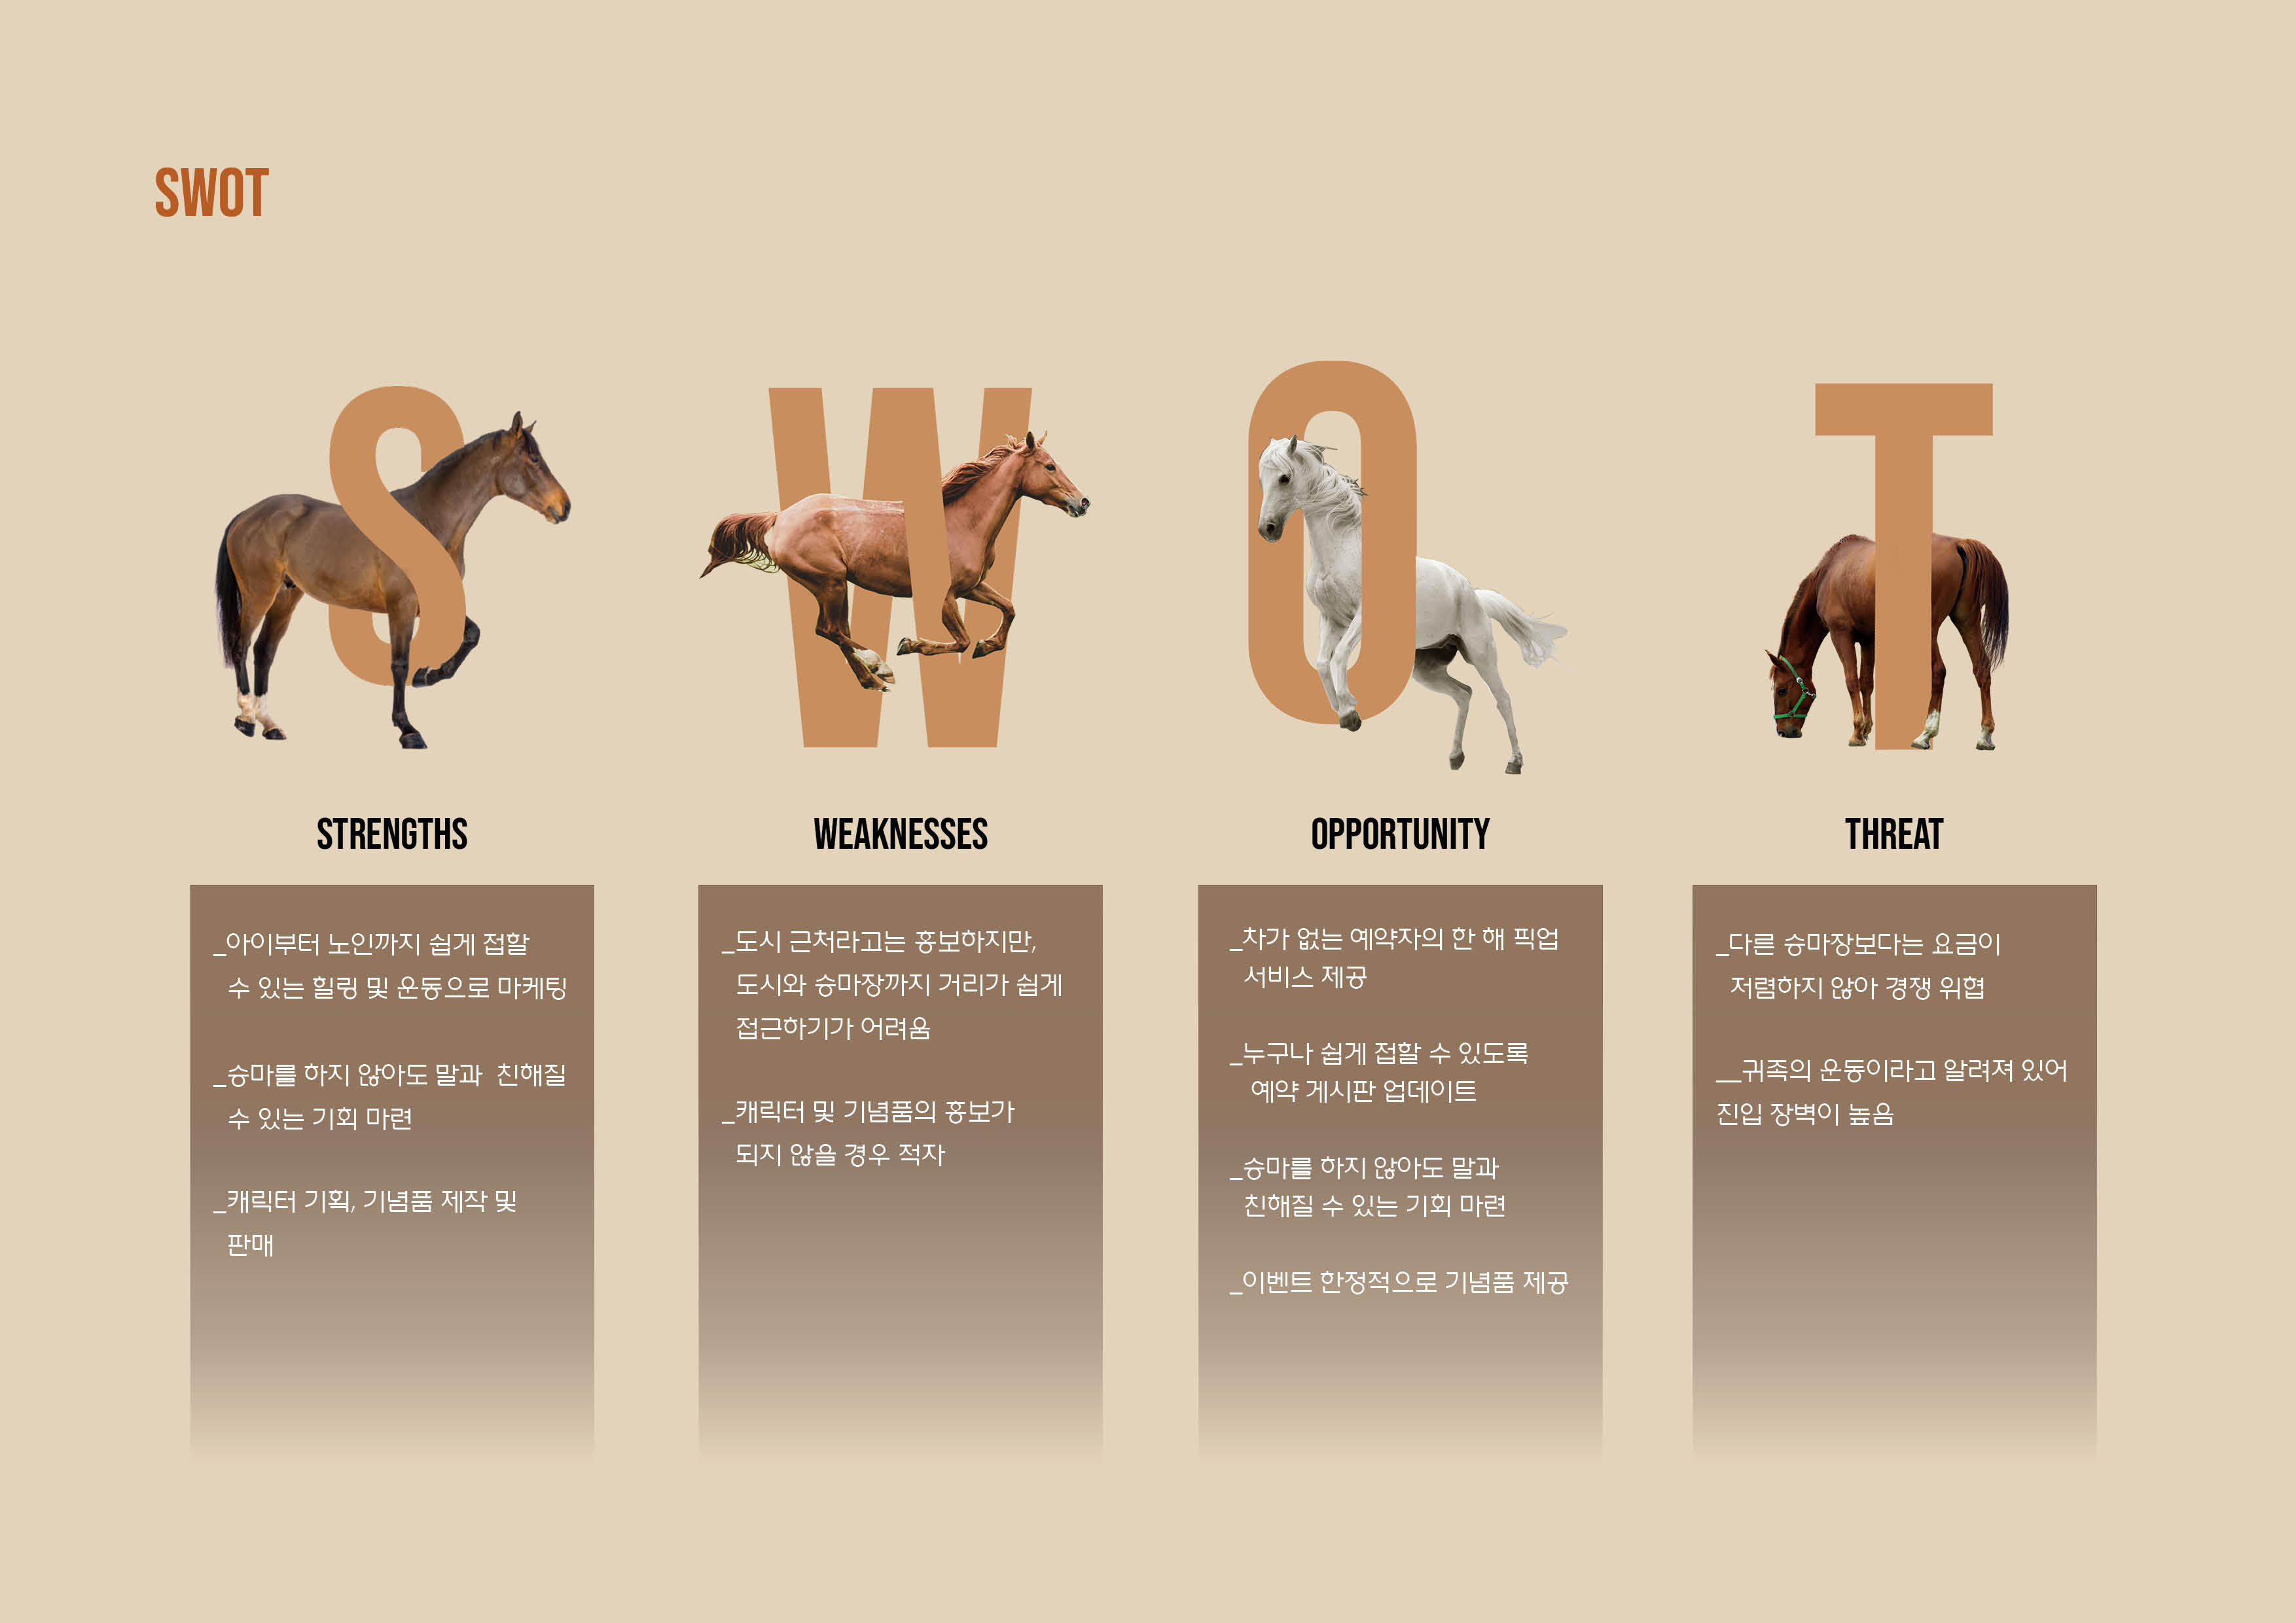 SWOT
S
W
O
T
STRENGTHS
_아이부터 노인까지 쉽게 접할
수 있는 힐링 및 운동으로 마케팅
_승마를 하지 않아도 말과 친해질
수 있는 기회 마련
_캐릭터 기획, 기념품 제작 및
판매
WEAKNESSES
_도시 근처라고는 홍보하지만,
도시와 승마장까지 거리가 쉽게
접근하기가 어려움
_캐릭터 및 기념품의 홍보가
되지 않을 경우 적자
OPPORTUNITY
_차가 없는 예약자의 한 해 픽업
서비스 제공
_누구나 쉽게 접할 수 있도록
예약 게시판 업데이트
_승마를 하지 않아도 말과
친해질 수 있는 기회 마련
_이벤트 한정적으로 기념품 제공
THREAT
_다른 승마장보다는 요금이
저렴하지 않아 경쟁 위협
__귀족의 운동이라고 알려져 있어
진입 장벽이 높음